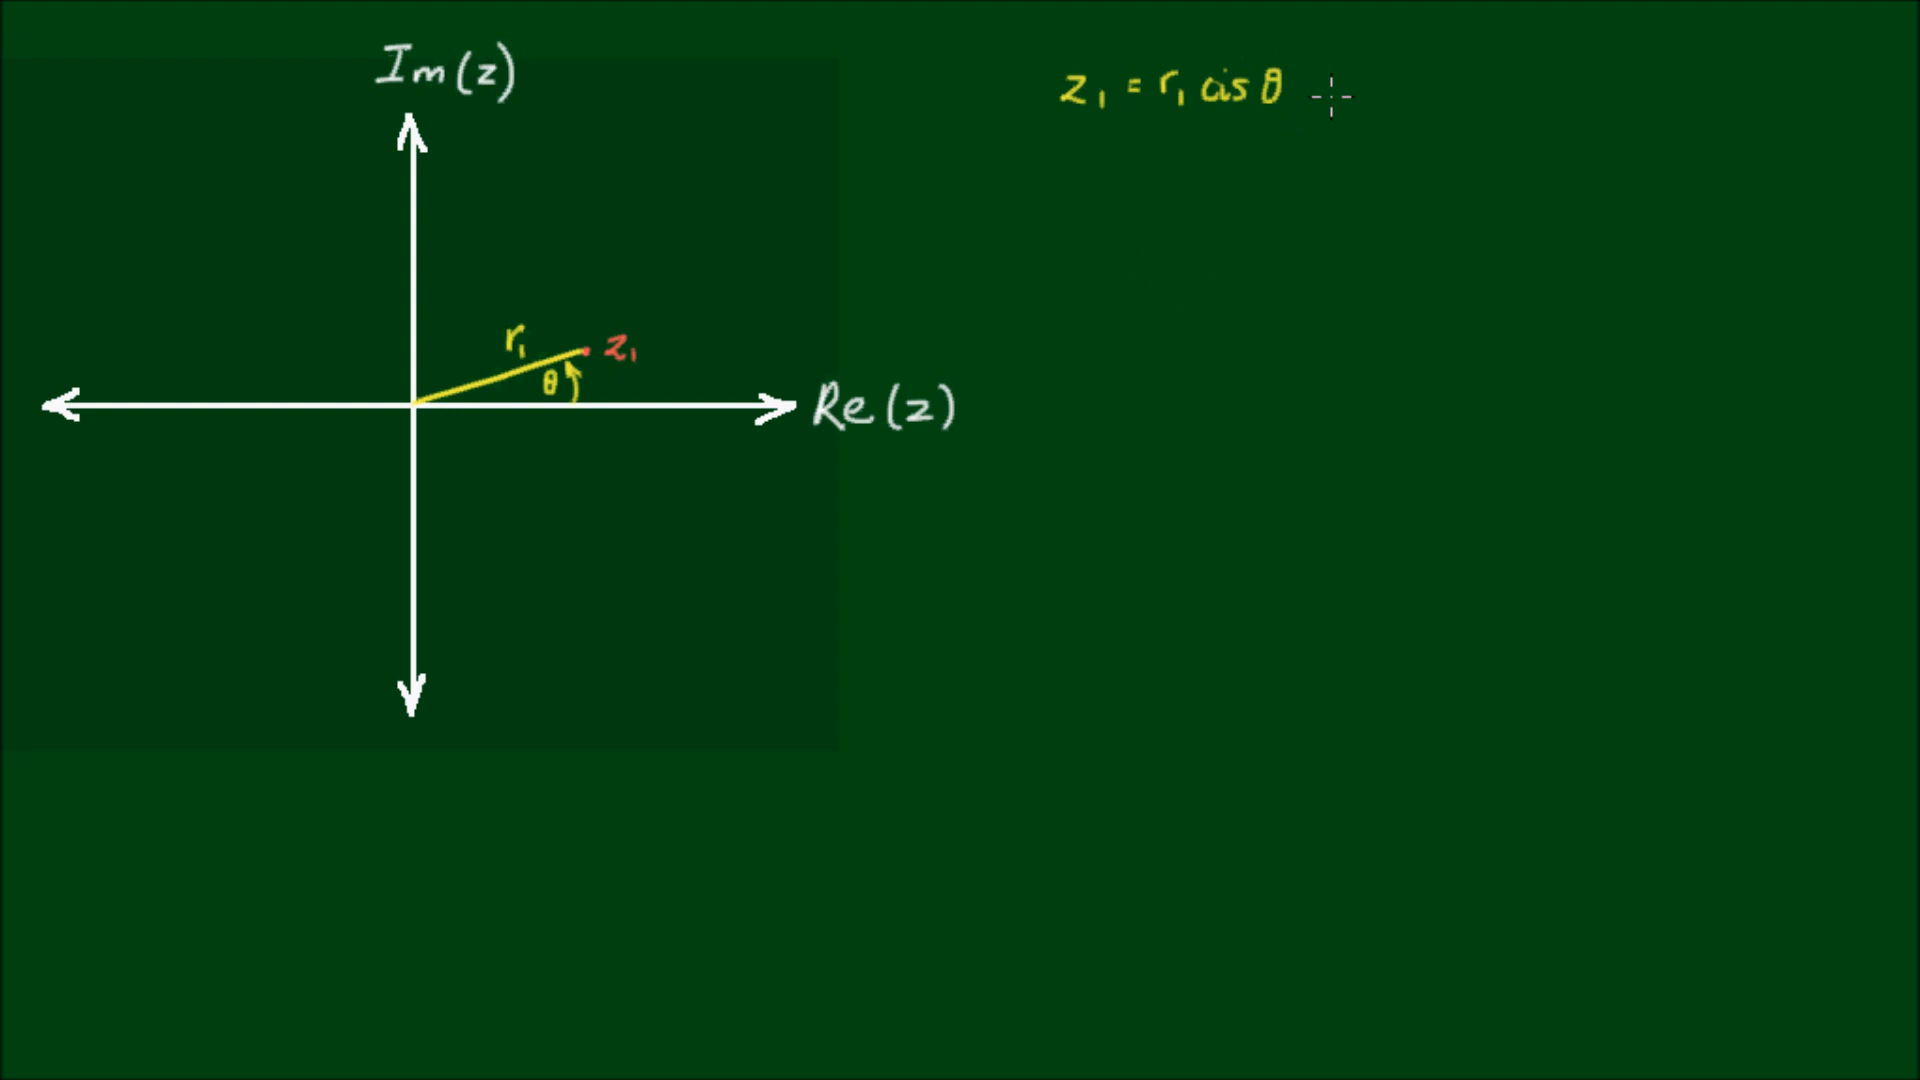 Im(z)
z₁ = r₁ cis θ
r₁
z₁
θ
Re(z)